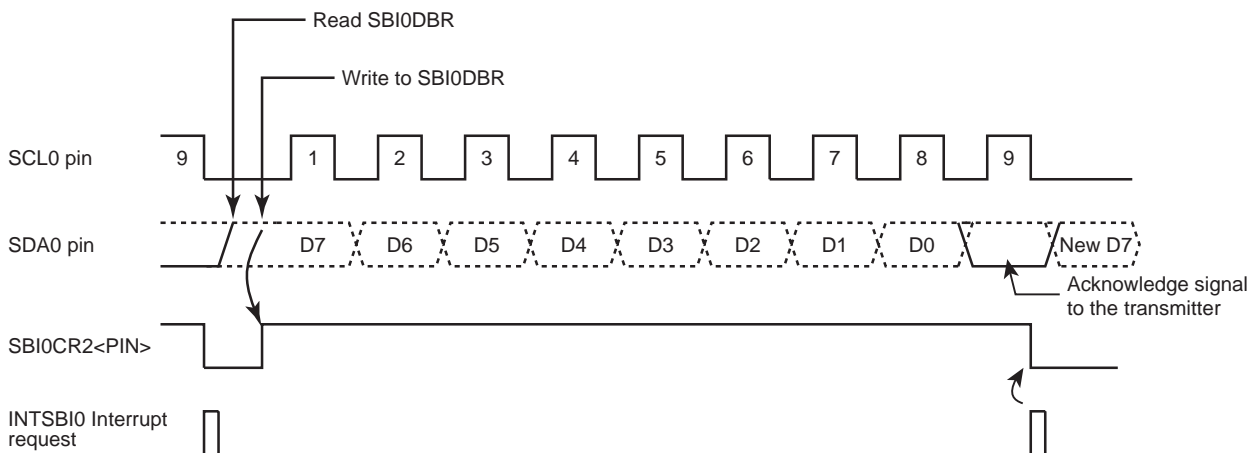 Read SBI0DBR
Write to SBI0DBR
SCL0 pin
9 1 2 3 4 5 6 7 8 9
SDA0 pin
D7 D6 D5 D4 D3 D2 D1 D0 New D7
Acknowledge signal
to the transmitter
SBI0CR2<PIN>
INTSBI0 Interrupt
request